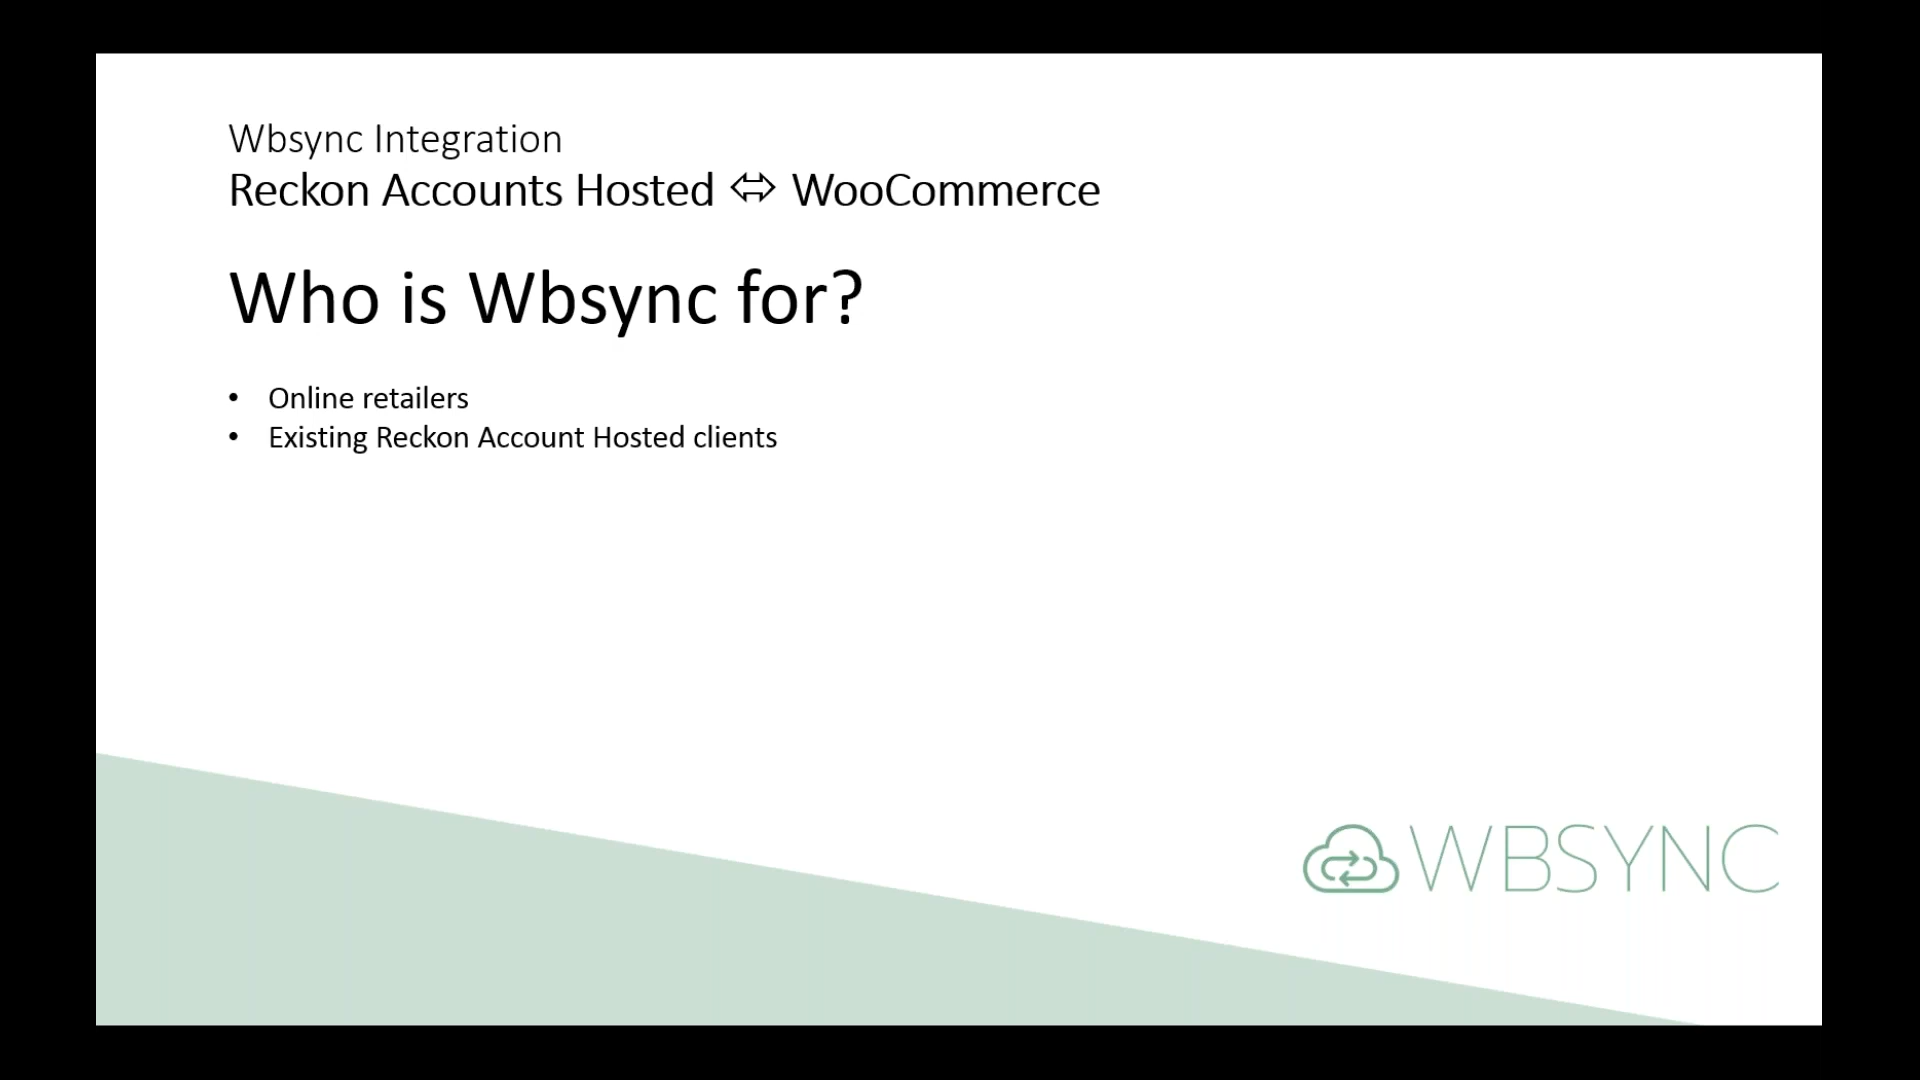 Wbsync Integration
Reckon Accounts Hosted ⬄ WooCommerce
Who is Wbsync for?
• Online retailers
• Existing Reckon Account Hosted clients
WBSYNC